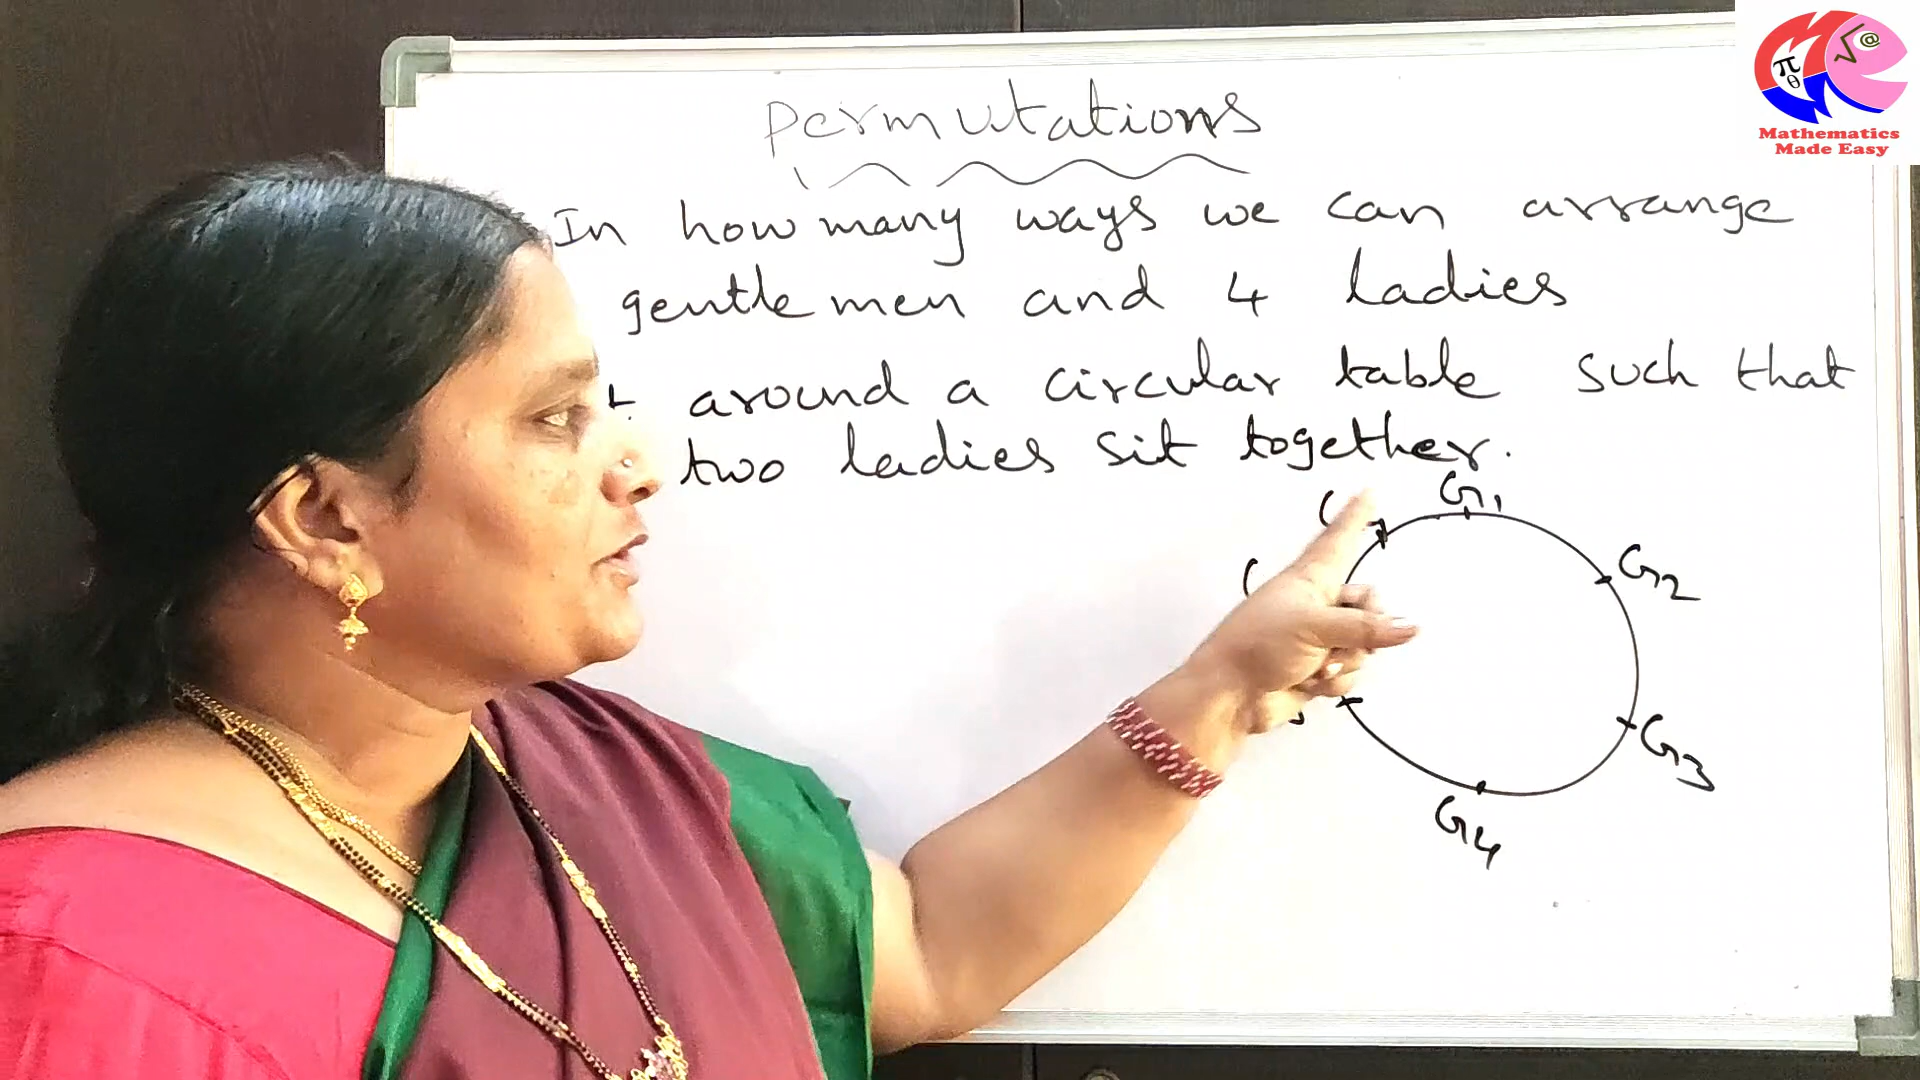 Permutations
In how many ways we can arrange
gentlemen and 4 ladies
around a circular table such that
two ladies sit together.
G1
G2
G3
G4
π
θ
√@
Mathematics
Made Easy